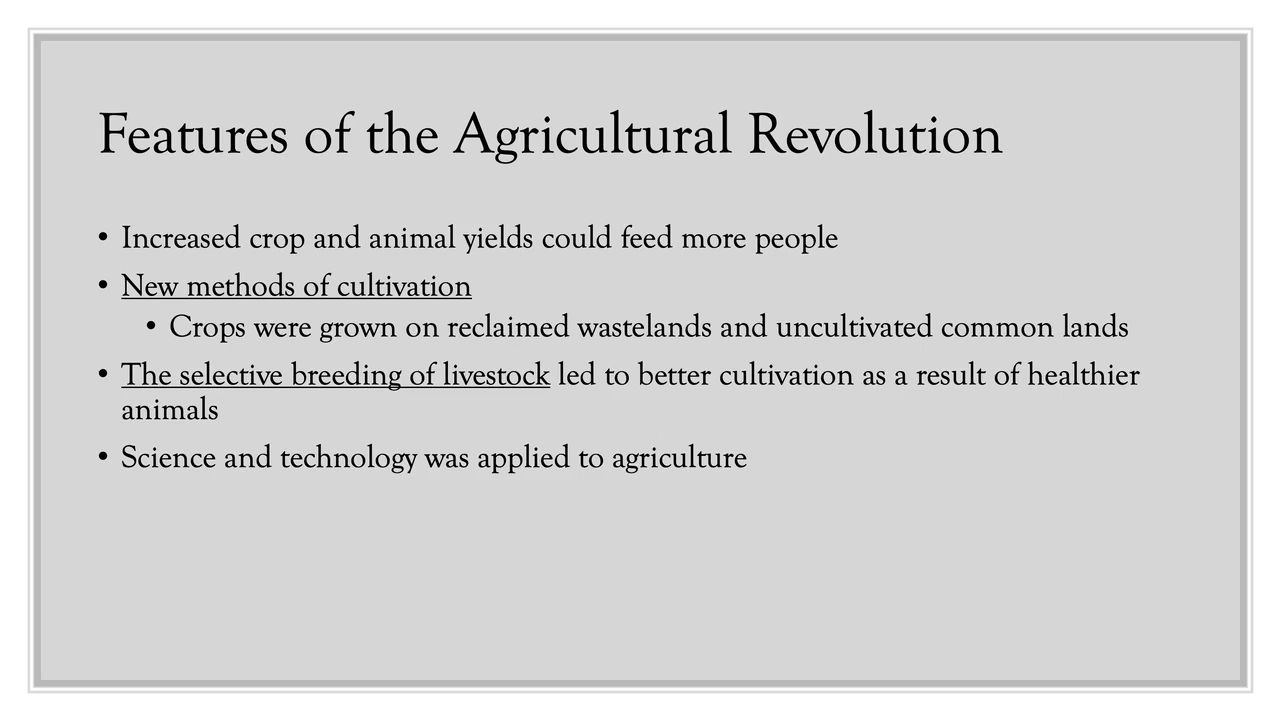 Features of the Agricultural Revolution
• Increased crop and animal yields could feed more people
• New methods of cultivation
• Crops were grown on reclaimed wastelands and uncultivated common lands
• The selective breeding of livestock led to better cultivation as a result of healthier
animals
• Science and technology was applied to agriculture